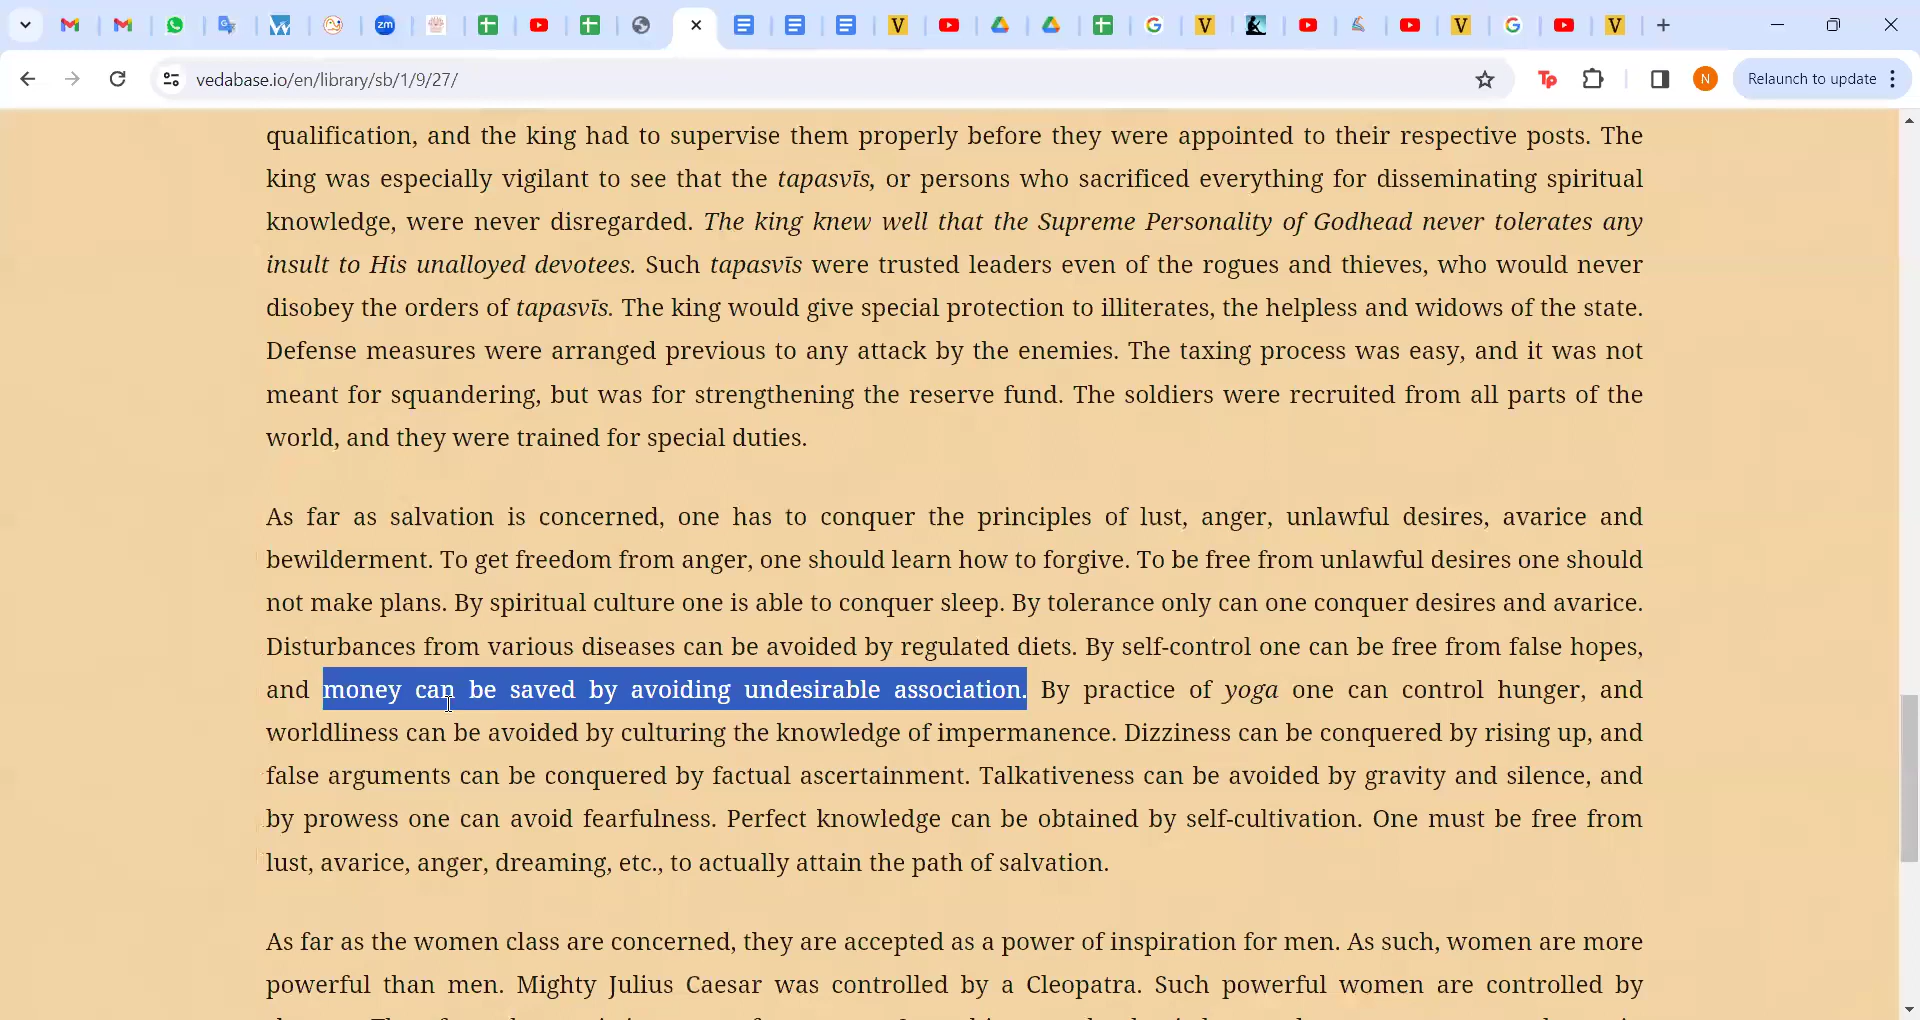 zm
vedabase.io/en/library/sb/1/9/27/
Tp
N
Relaunch to update
qualification, and the king had to supervise them properly before they were appointed to their respective posts. The
king was especially vigilant to see that the tapasvīs, or persons who sacrificed everything for disseminating spiritual
knowledge, were never disregarded. The king knew well that the Supreme Personality of Godhead never tolerates any
insult to His unalloyed devotees. Such tapasvīs were trusted leaders even of the rogues and thieves, who would never
disobey the orders of tapasvīs. The king would give special protection to illiterates, the helpless and widows of the state.
Defense measures were arranged previous to any attack by the enemies. The taxing process was easy, and it was not
meant for squandering, but was for strengthening the reserve fund. The soldiers were recruited from all parts of the
world, and they were trained for special duties.
As far as salvation is concerned, one has to conquer the principles of lust, anger, unlawful desires, avarice and
bewilderment. To get freedom from anger, one should learn how to forgive. To be free from unlawful desires one should
not make plans. By spiritual culture one is able to conquer sleep. By tolerance only can one conquer desires and avarice.
Disturbances from various diseases can be avoided by regulated diets. By self-control one can be free from false hopes,
and money can be saved by avoiding undesirable association. By practice of yoga one can control hunger, and
worldliness can be avoided by culturing the knowledge of impermanence. Dizziness can be conquered by rising up, and
false arguments can be conquered by factual ascertainment. Talkativeness can be avoided by gravity and silence, and
by prowess one can avoid fearfulness. Perfect knowledge can be obtained by self-cultivation. One must be free from
lust, avarice, anger, dreaming, etc., to actually attain the path of salvation.
As far as the women class are concerned, they are accepted as a power of inspiration for men. As such, women are more
powerful than men. Mighty Julius Caesar was controlled by a Cleopatra. Such powerful women are controlled by